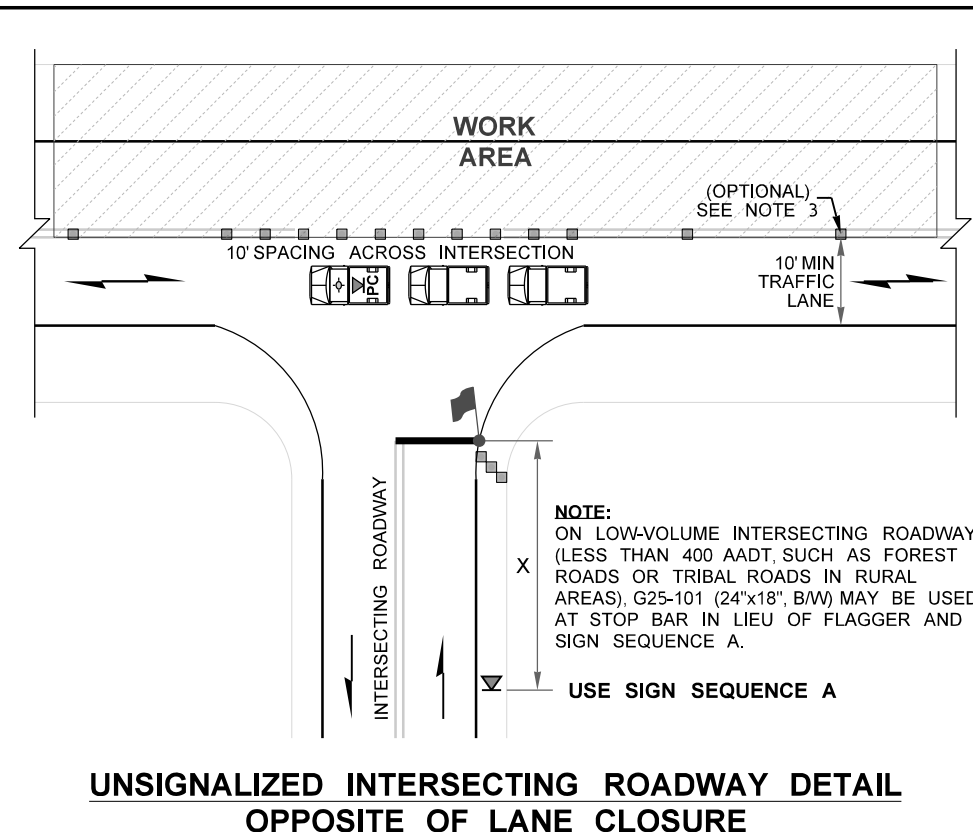 WORK
AREA
(OPTIONAL)
SEE NOTE 3
10' SPACING ACROSS INTERSECTION
10' MIN
TRAFFIC
LANE
PC
INTERSECTING ROADWAY
X
NOTE:
ON LOW-VOLUME INTERSECTING ROADWAY
(LESS THAN 400 AADT, SUCH AS FOREST
ROADS OR TRIBAL ROADS IN RURAL
AREAS), G25-101 (24"x18", B/W) MAY BE USED
AT STOP BAR IN LIEU OF FLAGGER AND
SIGN SEQUENCE A.
USE SIGN SEQUENCE A
UNSIGNALIZED INTERSECTING ROADWAY DETAIL
OPPOSITE OF LANE CLOSURE